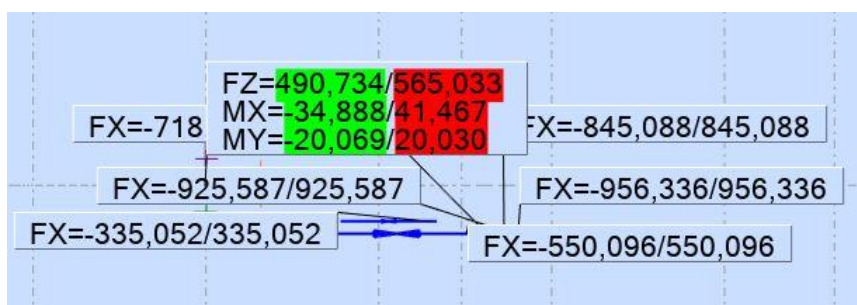 FZ=490,734/565,033
MX=-34,888/41,467
MY=-20,069/20,030
FX=-718
FX=-845,088/845,088
FX=-925,587/925,587
FX=-956,336/956,336
FX=-335,052/335,052
FX=-550,096/550,096